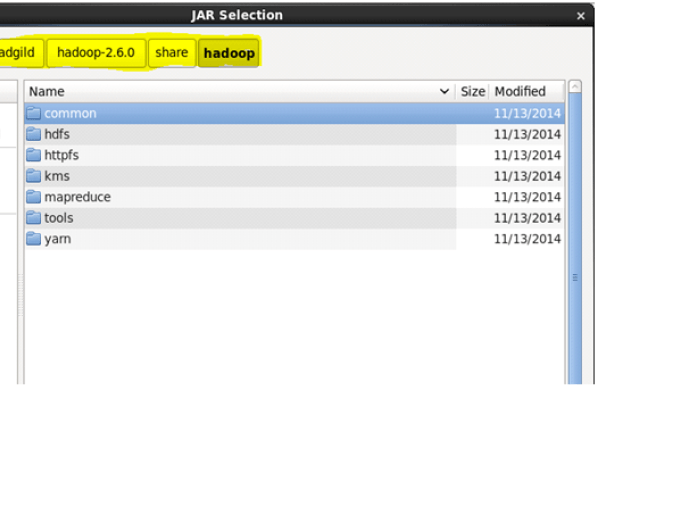 JAR Selection
adgild hadoop-2.6.0 share hadoop
Name Size Modified
common 11/13/2014
hdfs 11/13/2014
httpfs 11/13/2014
kms 11/13/2014
mapreduce 11/13/2014
tools 11/13/2014
yarn 11/13/2014